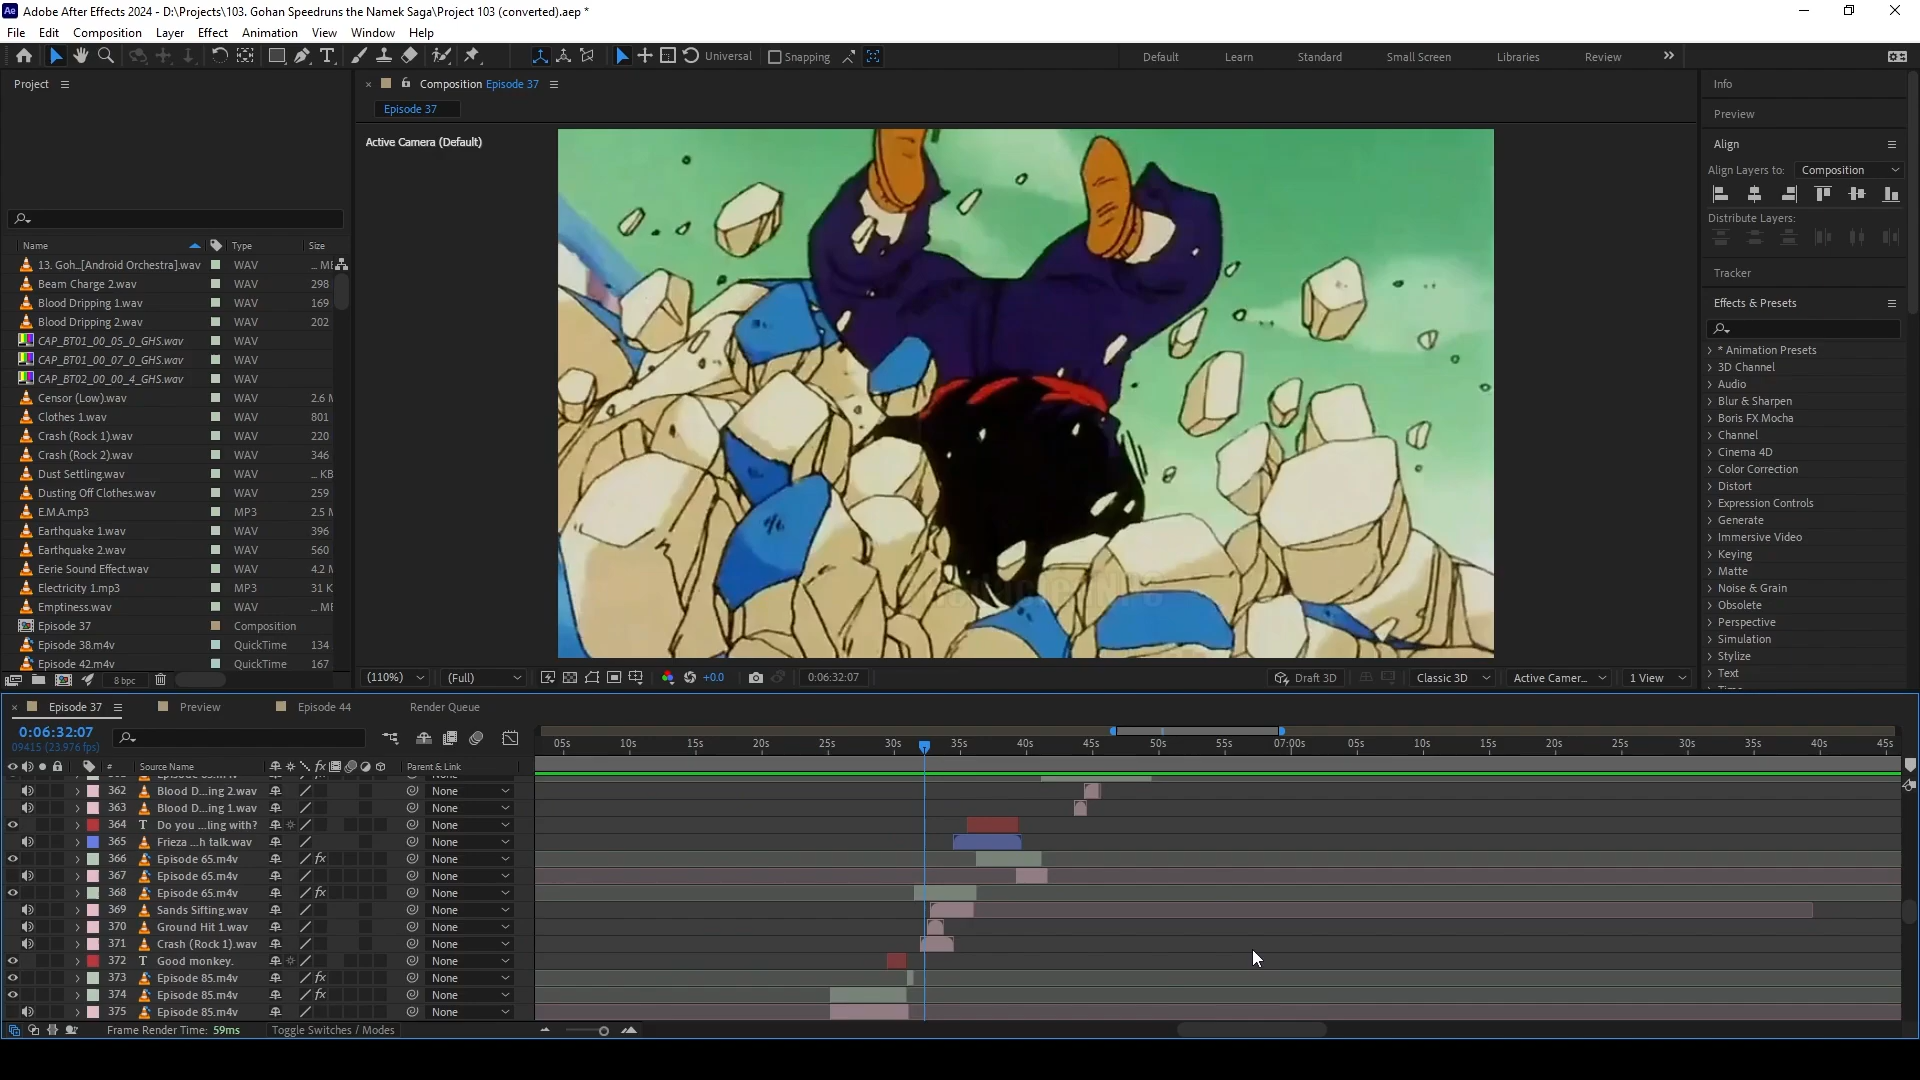 Adobe After Effects 2024 - D:\Projects\103. Gohan Speedruns the Namek Saga\Project 103 (converted).aep *
File Edit Composition Layer Effect Animation View Window Help
Universal Snapping Default Learn Standard Small Screen Libraries Review
Project
Composition Episode 37
Episode 37
Active Camera (Default)
Name Type Size
13. Goh...[Android Orchestra].wav WAV ... ME
Beam Charge 2.wav WAV 298
Blood Dripping 1.wav WAV 169
Blood Dripping 2.wav WAV 202
CAP_BT01_00_05_0_GHS.wav WAV
CAP_BT01_00_07_0_GHS.wav WAV
CAP_BT02_00_00_4_GHS.wav WAV
Censor (Low).wav WAV 2.6 M
Clothes 1.wav WAV 801
Crash (Rock 1).wav WAV 220
Crash (Rock 2).wav WAV 346
Dust Settling.wav WAV ... KB
Dusting Off Clothes.wav WAV 259
E.M.A.mp3 MP3 2.5 M
Earthquake 1.wav WAV 396
Earthquake 2.wav WAV 560
Eerie Sound Effect.wav WAV 4.2 M
Electricity 1.mp3 MP3 31 K
Emptiness.wav WAV ... ME
Episode 37 Composition
Episode 38.m4v QuickTime 134
Episode 42.m4v QuickTime 167
8 bpc
(110%) (Full) +0.0 0:06:32:07 Draft 3D Classic 3D Active Camer... 1 View
Info
Preview
Align
Align Layers to: Composition
Distribute Layers:
Tracker
Effects & Presets
* Animation Presets
3D Channel
Audio
Blur & Sharpen
Boris FX Mocha
Channel
Cinema 4D
Color Correction
Distort
Expression Controls
Generate
Immersive Video
Keying
Matte
Noise & Grain
Obsolete
Perspective
Simulation
Stylize
Text
Episode 37 Preview Episode 44 Render Queue
0:06:32:07
09415 (23.976 fps)
05s 10s 15s 20s 25s 30s 35s 40s 45s 50s 55s 07:00s 05s 10s 15s 20s 25s 30s 35s 40s 45s
# Source Name Parent & Link
362 Blood D...ing 2.wav None
363 Blood D...ing 1.wav None
364 T Do you ...ling with? None
365 Frieza ...h talk.wav None
366 Episode 65.m4v None
367 Episode 65.m4v None
368 Episode 65.m4v None
369 Sands Sifting.wav None
370 Ground Hit 1.wav None
371 Crash (Rock 1).wav None
372 T Good monkey. None
373 Episode 85.m4v None
374 Episode 85.m4v None
375 Episode 85.m4v None
Frame Render Time: 59ms Toggle Switches / Modes